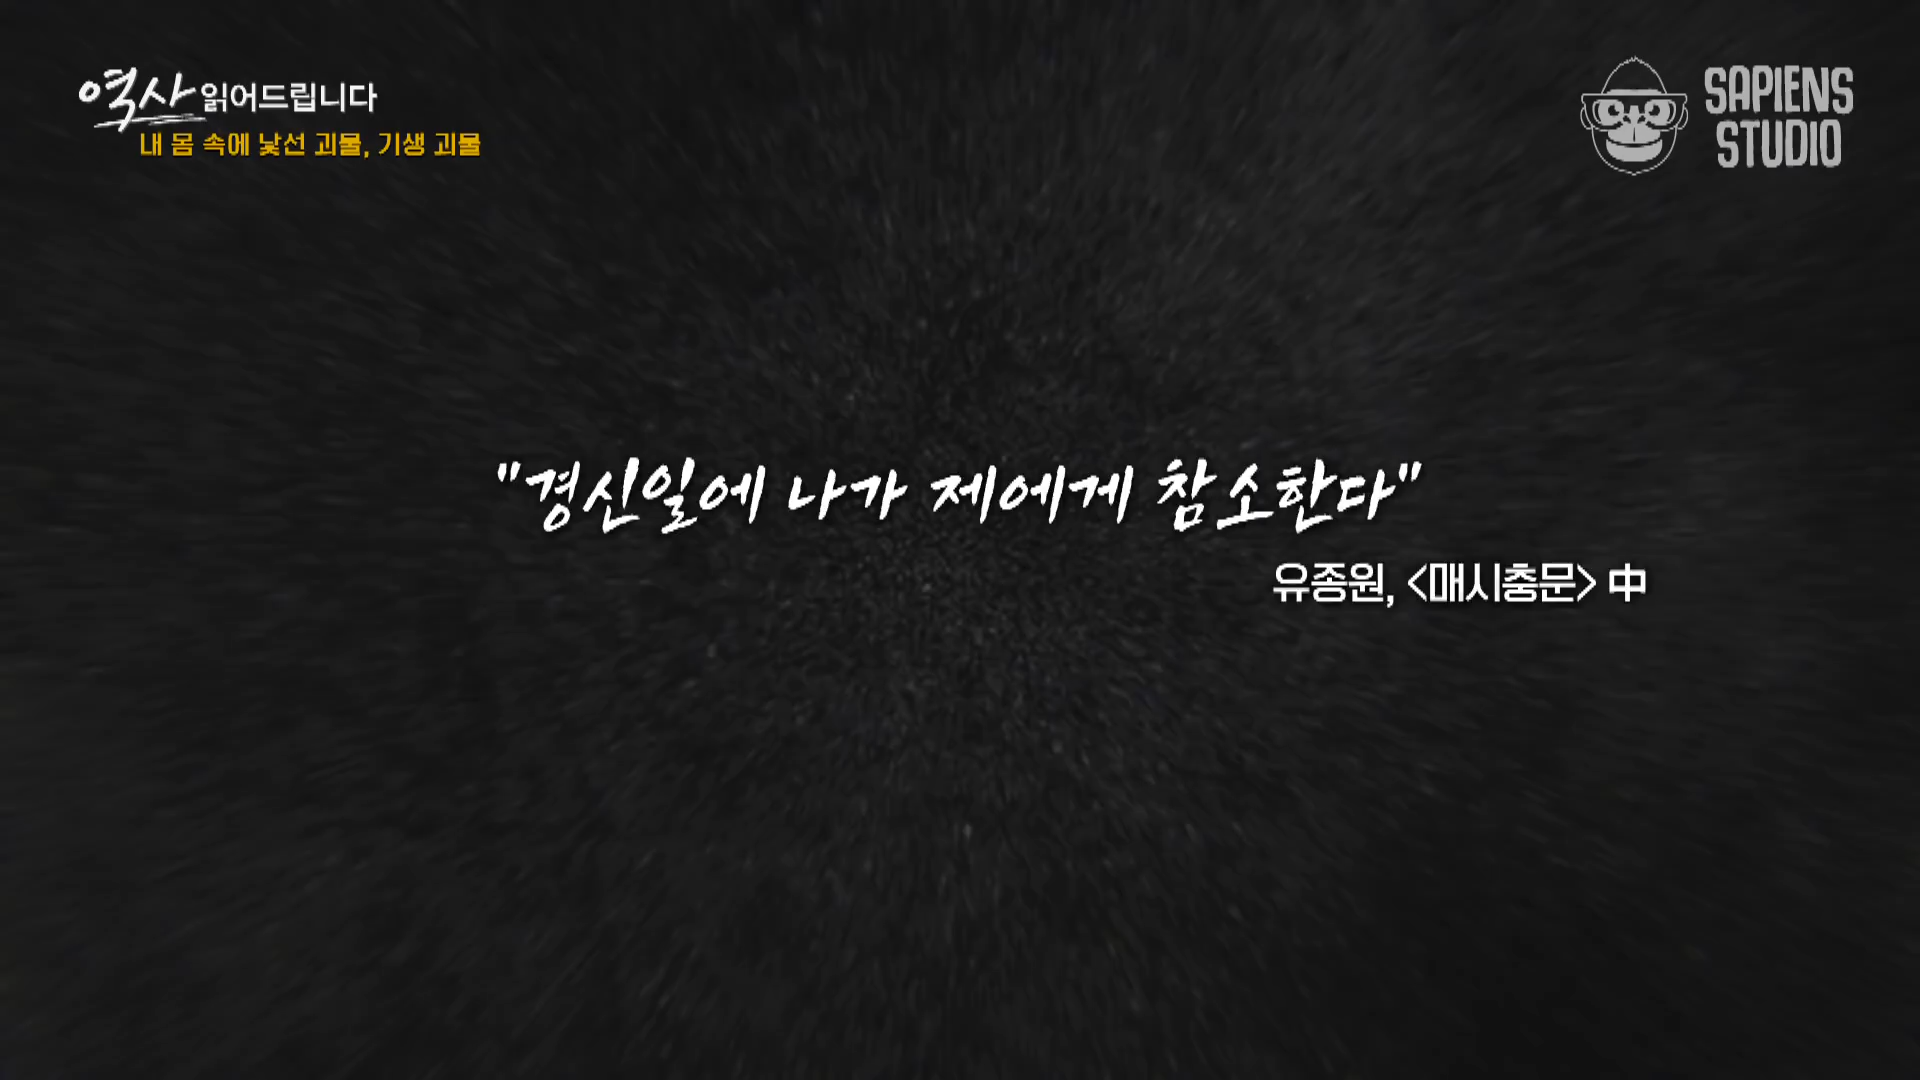 역사 읽어드립니다
내 몸 속에 낯선 괴물, 기생 괴물
SAPIENS
STUDIO
"경신일에 나가 제에게 참소한다"
유종원, <매시충문> 中